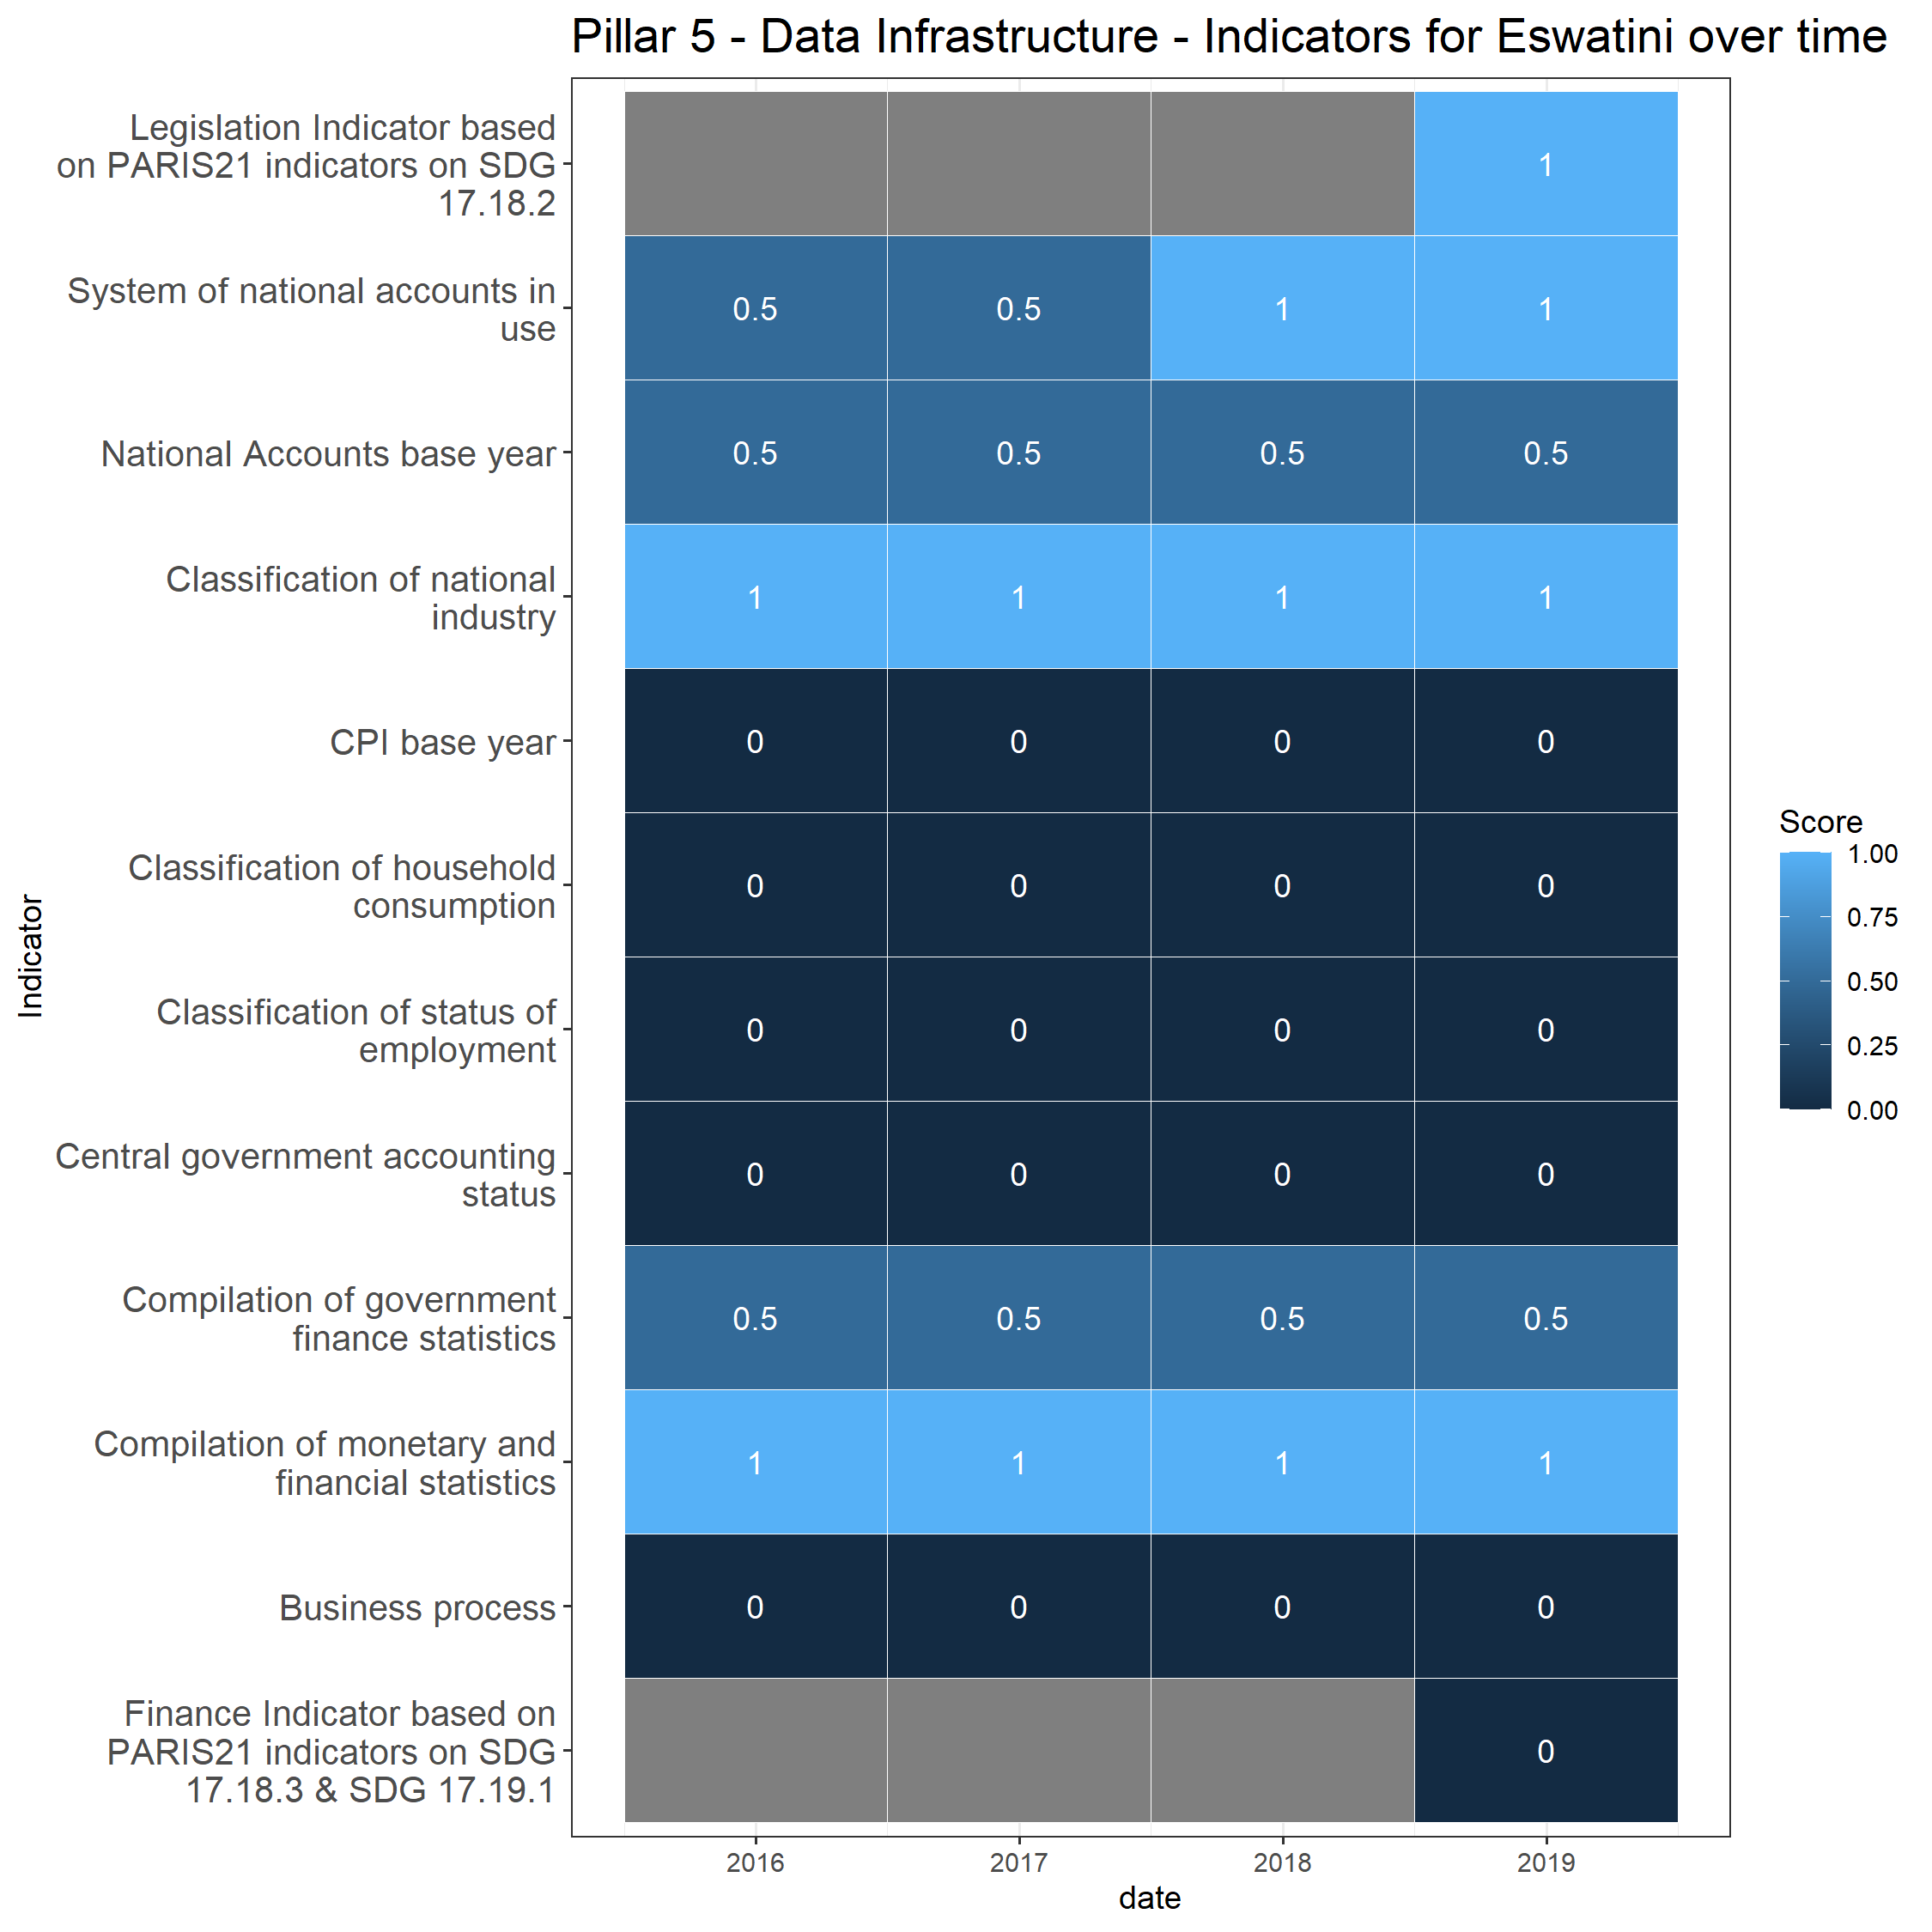 Pillar 5 - Data Infrastructure - Indicators for Eswatini over time
Indicator
Legislation Indicator based
on PARIS21 indicators on SDG
17.18.2
1
System of national accounts in
use
0.5 0.5 1 1
National Accounts base year
0.5 0.5 0.5 0.5
Classification of national
industry
1 1 1 1
CPI base year
0 0 0 0
Classification of household
consumption
0 0 0 0
Classification of status of
employment
0 0 0 0
Central government accounting
status
0 0 0 0
Compilation of government
finance statistics
0.5 0.5 0.5 0.5
Compilation of monetary and
financial statistics
1 1 1 1
Business process
0 0 0 0
Finance Indicator based on
PARIS21 indicators on SDG
17.18.3 & SDG 17.19.1
0
2016 2017 2018 2019
date
Score
1.00
0.75
0.50
0.25
0.00